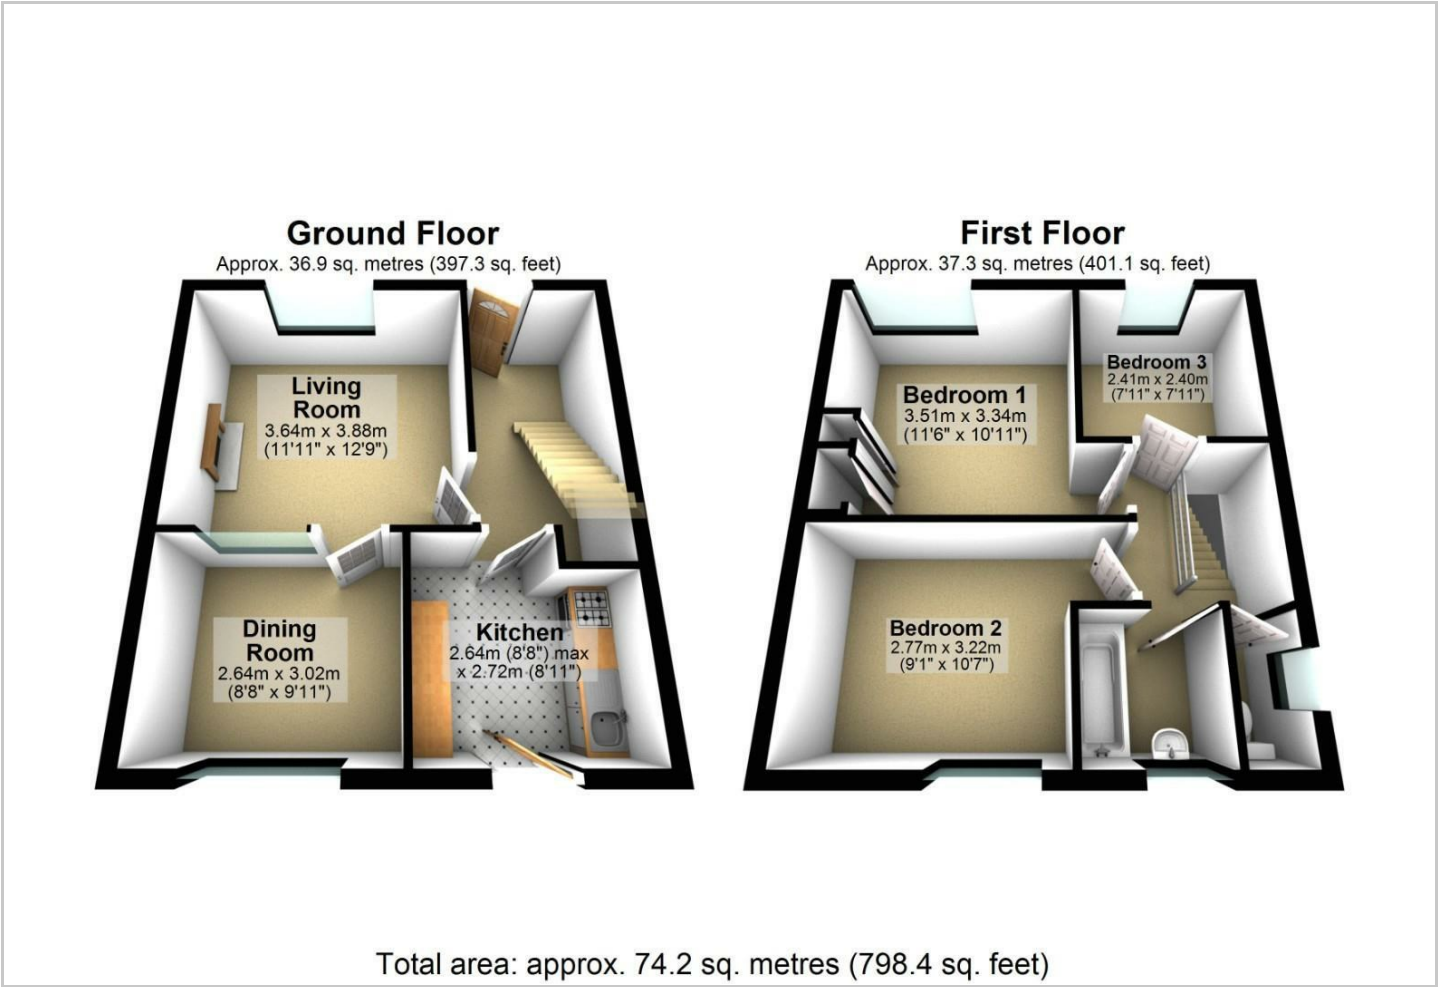 Ground Floor
Approx. 36.9 sq. metres (397.3 sq. feet)
Living
Room
3.64m x 3.88m
(11'11" x 12'9")
Dining
Room
2.64m x 3.02m
(8'8" x 9'11")
Kitchen
2.64m (8'8") max
x 2.72m (8'11")
First Floor
Approx. 37.3 sq. metres (401.1 sq. feet)
Bedroom 1
3.51m x 3.34m
(11'6" x 10'11")
Bedroom 3
2.41m x 2.40m
(7'11" x 7'11")
Bedroom 2
2.77m x 3.22m
(9'1" x 10'7")
Total area: approx. 74.2 sq. metres (798.4 sq. feet)